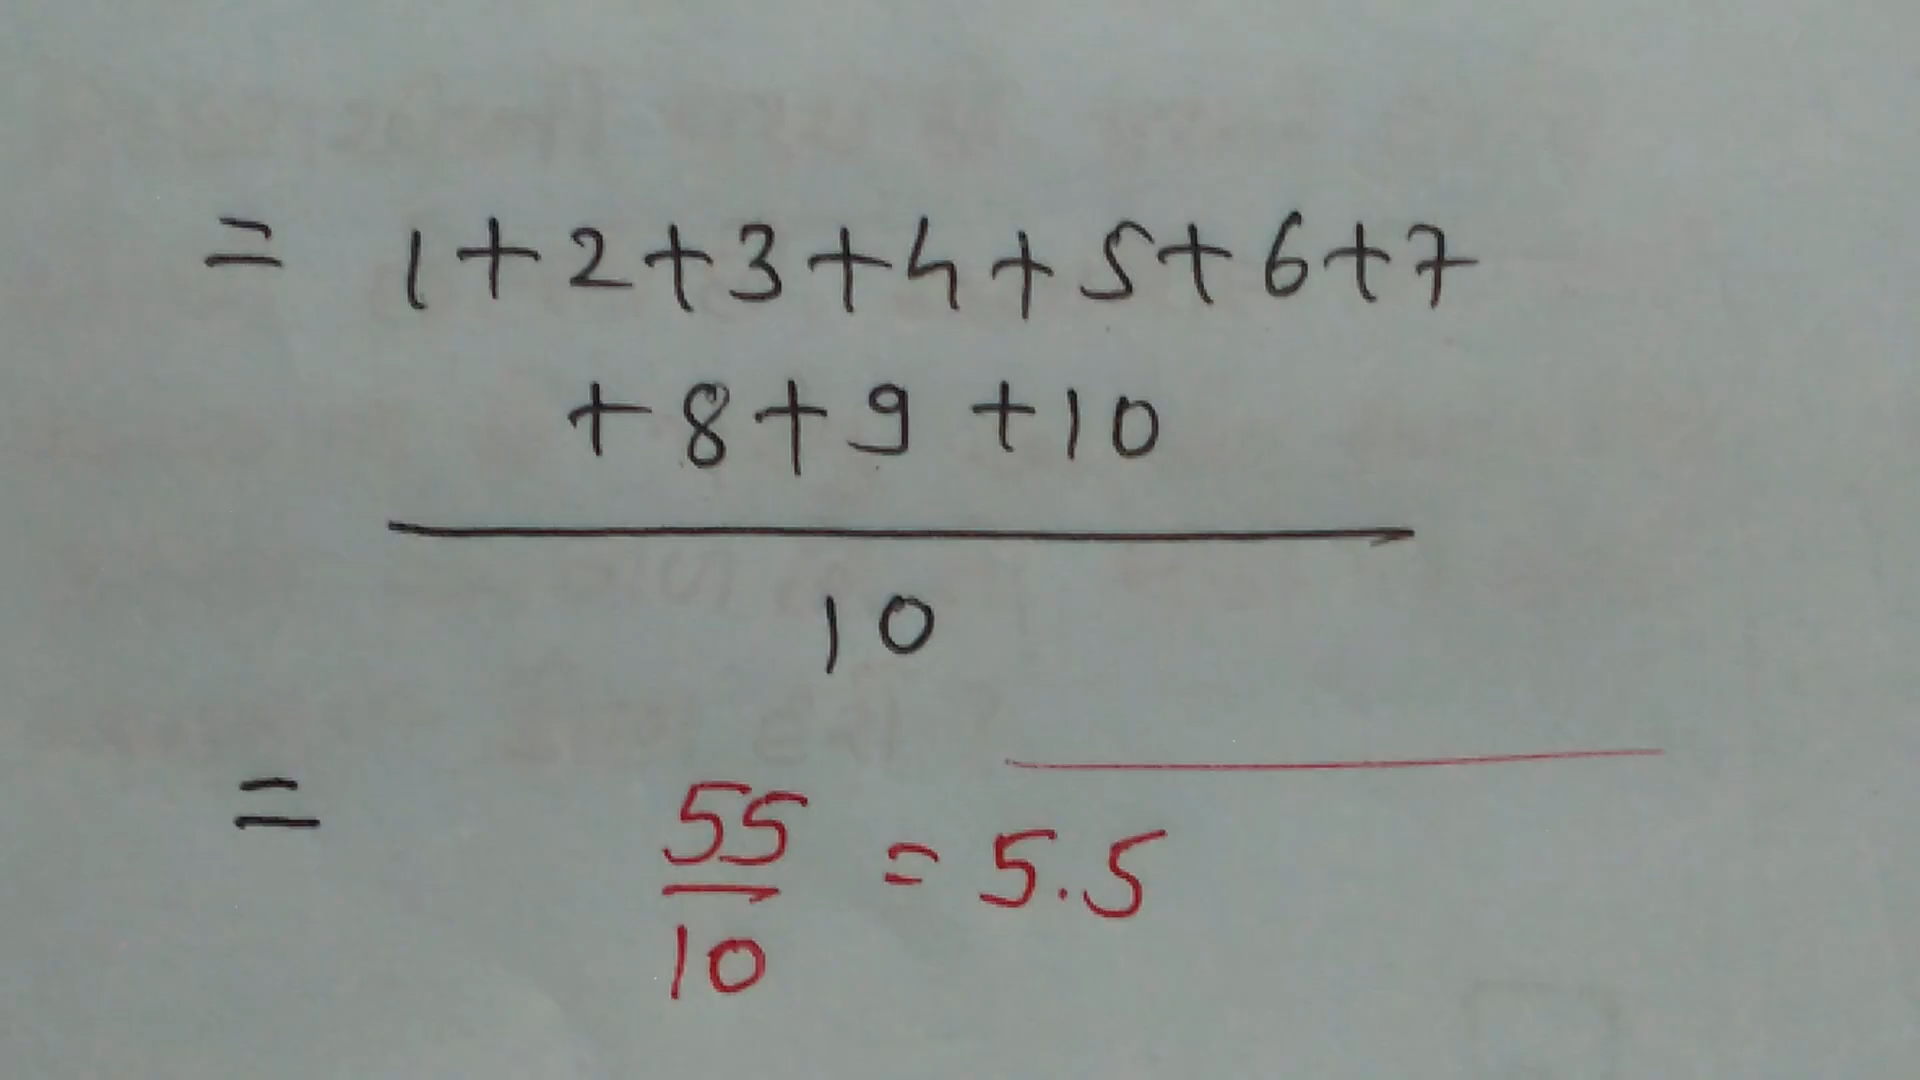 = 1+2+3+4+5+6+7
+8+9+10
10
= 55/10 = 5.5